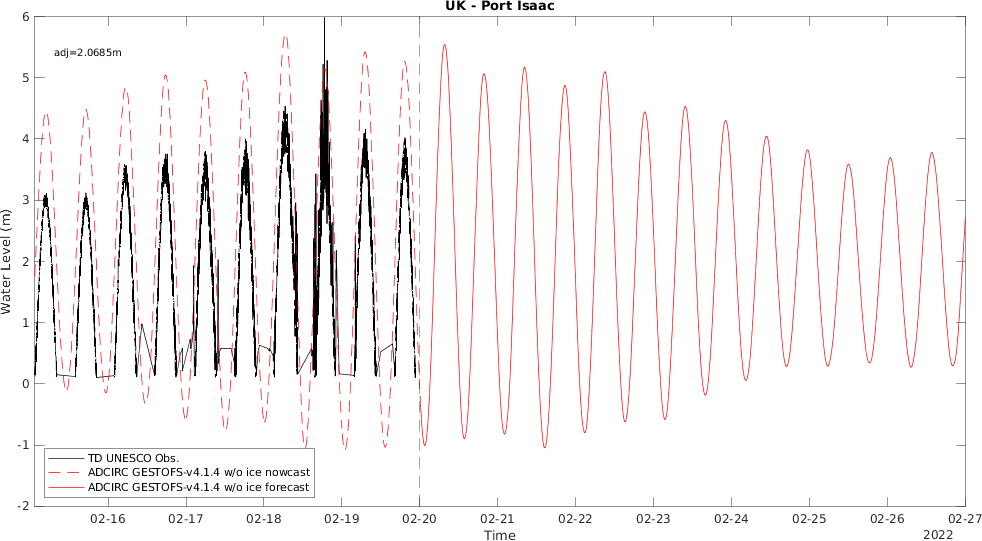 UK - Port Isaac
adj=2.0685m
6
5
4
3
2
1
0
-1
-2
Water Level (m)
TD UNESCO Obs.
ADCIRC GESTOFS-v4.1.4 w/o ice nowcast
ADCIRC GESTOFS-v4.1.4 w/o ice forecast
02-16 02-17 02-18 02-19 02-20 02-21 02-22 02-23 02-24 02-25 02-26 02-27
Time
2022